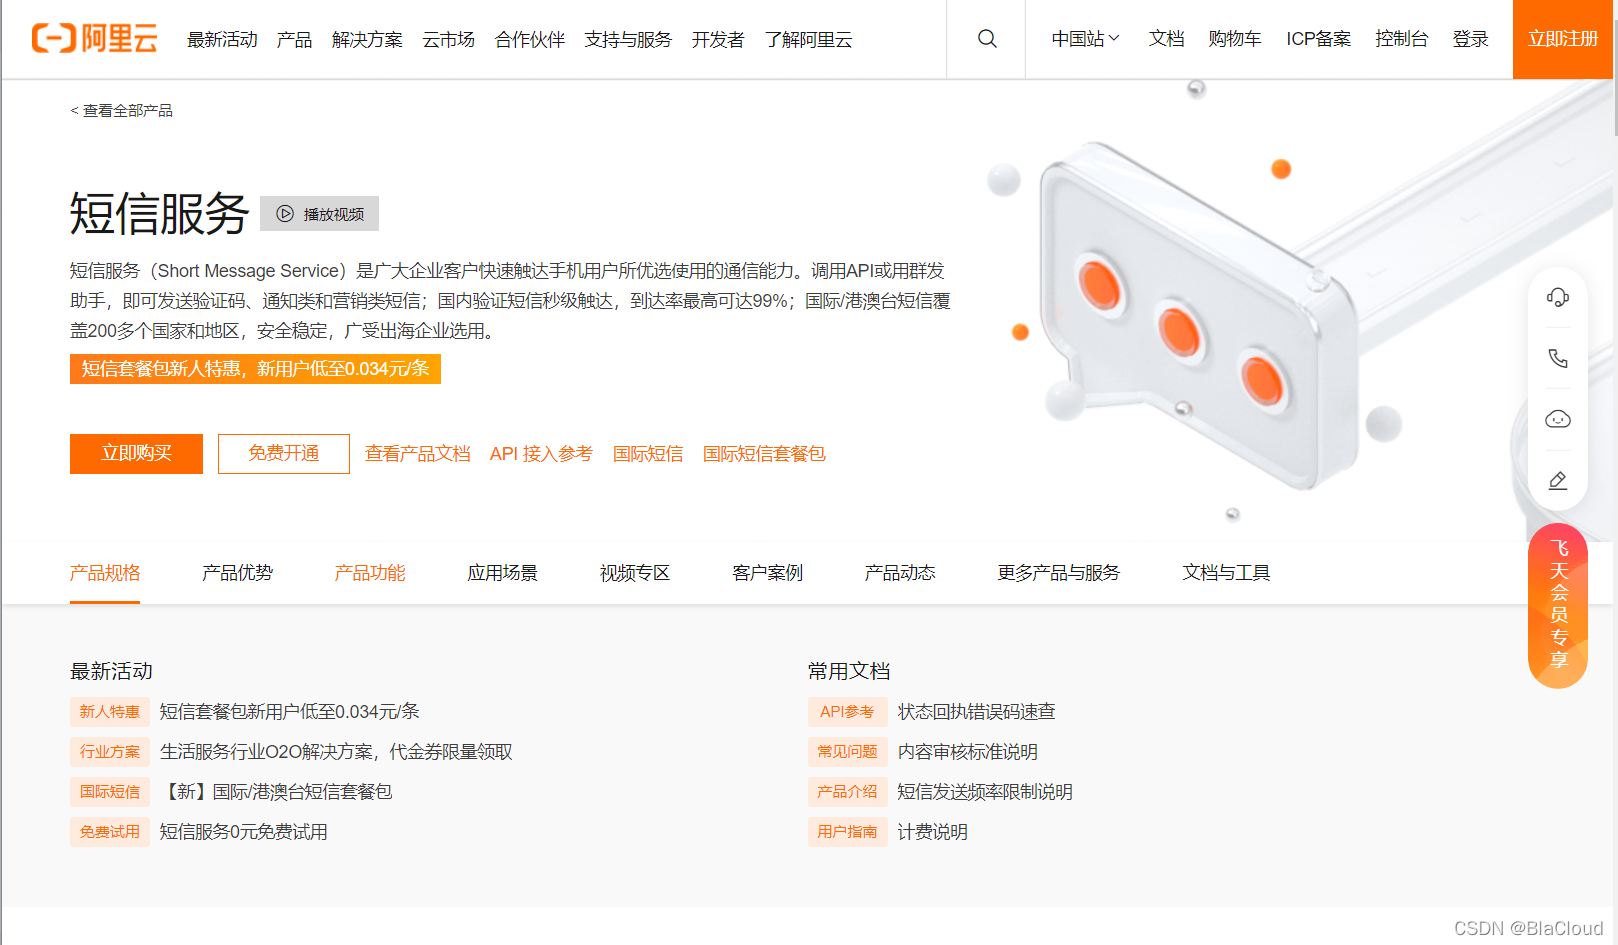 阿里云 最新活动 产品 解决方案 云市场 合作伙伴 支持与服务 开发者 了解阿里云 中国站 文档 购物车 ICP备案 控制台 登录 立即注册
< 查看全部产品
短信服务 播放视频
短信服务（Short Message Service）是广大企业客户快速触达手机用户所优选使用的通信能力。调用API或用群发
助手，即可发送验证码、通知类和营销类短信；国内验证短信秒级触达，到达率最高可达99%；国际/港澳台短信覆
盖200多个国家和地区，安全稳定，广受出海企业选用。
短信套餐包新人特惠，新用户低至0.034元/条
立即购买 免费开通 查看产品文档 API 接入参考 国际短信 国际短信套餐包
飞天会员专享
产品规格 产品优势 产品功能 应用场景 视频专区 客户案例 产品动态 更多产品与服务 文档与工具
最新活动
新人特惠 短信套餐包新用户低至0.034元/条
行业方案 生活服务行业O2O解决方案，代金券限量领取
国际短信 【新】国际/港澳台短信套餐包
免费试用 短信服务0元免费试用
常用文档
API参考 状态回执错误码速查
常见问题 内容审核标准说明
产品介绍 短信发送频率限制说明
用户指南 计费说明
CSDN @BlaCloud